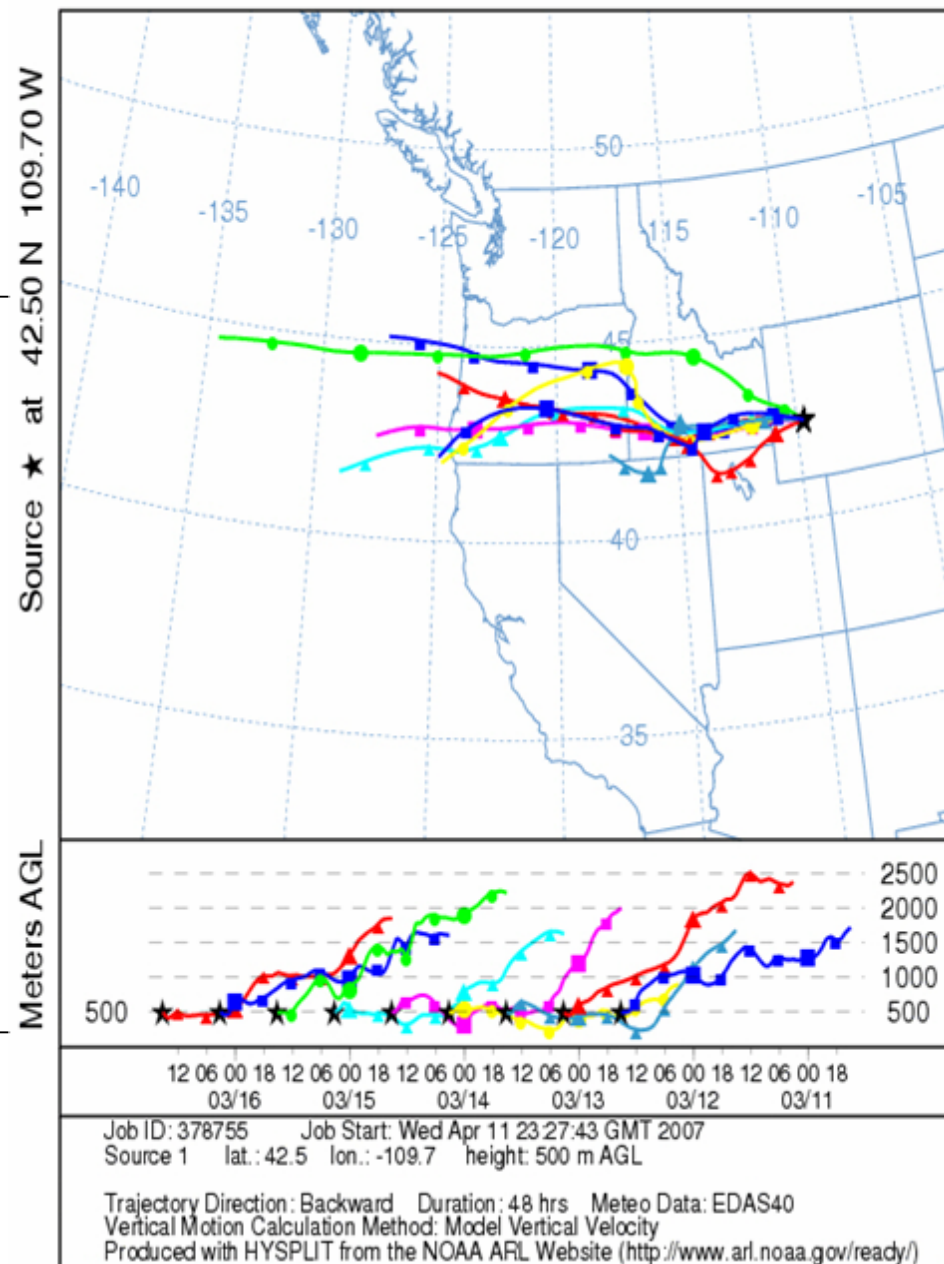 Source ★ at 42.50 N 109.70 W
-140
-135
-130
-125
-120
-115
-110
-105
50
45
40
35
Meters AGL
2500
2000
1500
1000
500
500
12 06 00 18 12 06 00 18 12 06 00 18 12 06 00 18 12 06 00 18 12 06 00 18
03/16 03/15 03/14 03/13 03/12 03/11
Job ID: 378755 Job Start: Wed Apr 11 23:27:43 GMT 2007
Source 1 lat.: 42.5 lon.: -109.7 height: 500 m AGL
Trajectory Direction: Backward Duration: 48 hrs Meteo Data: EDAS40
Vertical Motion Calculation Method: Model Vertical Velocity
Produced with HYSPLIT from the NOAA ARL Website (http://www.arl.noaa.gov/ready/)